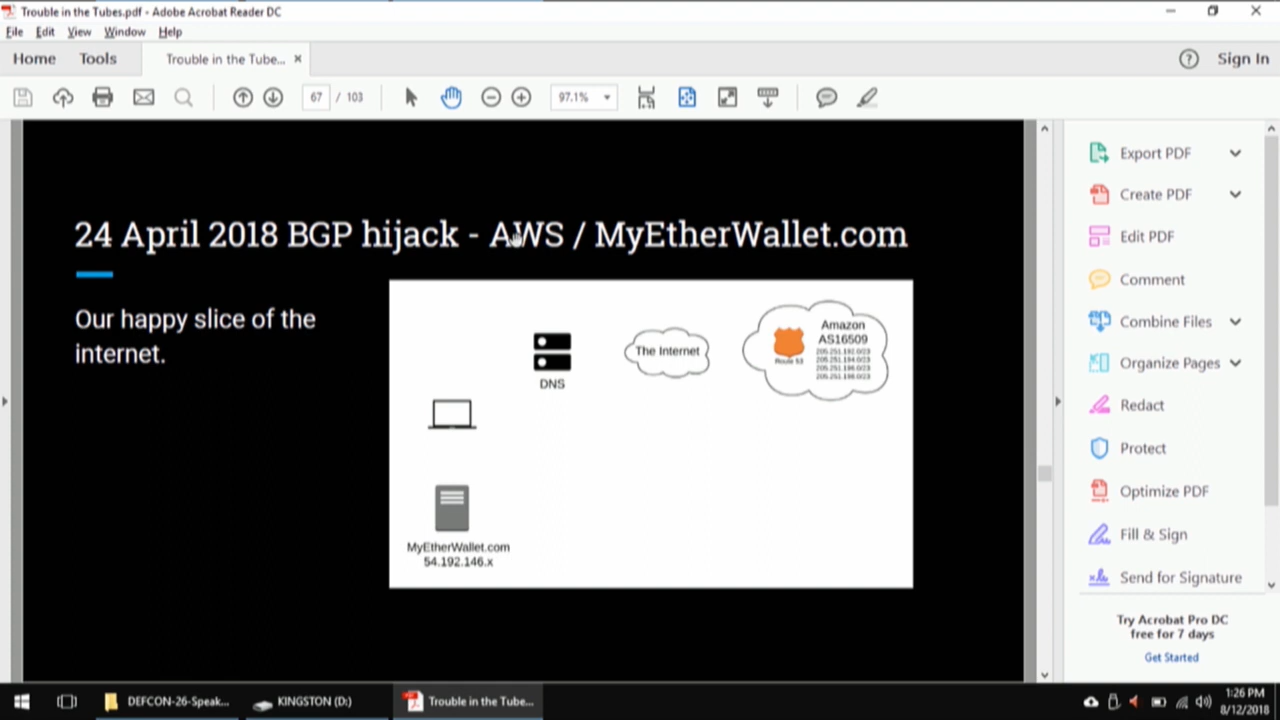 Trouble in the Tubes.pdf - Adobe Acrobat Reader DC
File Edit View Window Help
Home Tools Trouble in the Tube... × Sign In
67 / 103 97.1%
24 April 2018 BGP hijack - AWS / MyEtherWallet.com
Our happy slice of the
internet.
DNS
The Internet
Amazon
AS16509
Route 53
MyEtherWallet.com
54.192.146.x
Export PDF
Create PDF
Edit PDF
Comment
Combine Files
Organize Pages
Redact
Protect
Optimize PDF
Fill & Sign
Send for Signature
Try Acrobat Pro DC
free for 7 days
Get Started
DEFCON-26-Speak... KINGSTON (D:) Trouble in the Tube...
1:26 PM
8/12/2018